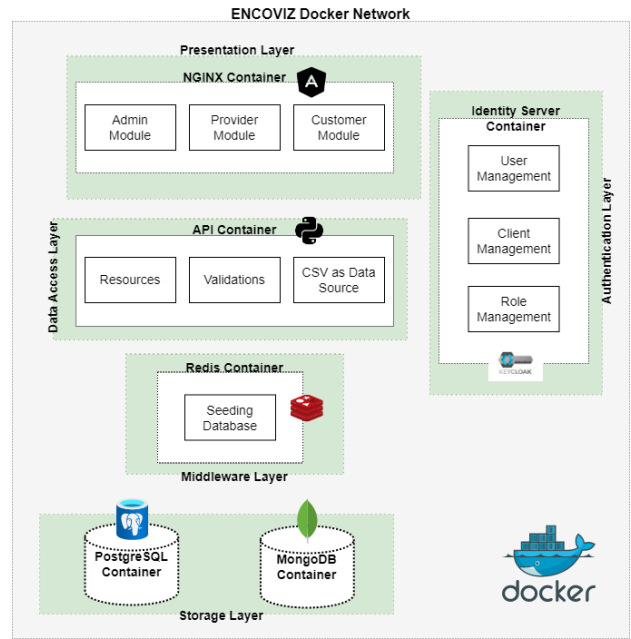 ENCOVIZ Docker Network
Presentation Layer
NGINX Container
A
Admin
Module
Provider
Module
Customer
Module
Identity Server
Container
User
Management
Client
Management
Role
Management
KEYCLOAK
Authentication Layer
Data Access Layer
API Container
Resources
Validations
CSV as Data
Source
Redis Container
Seeding
Database
Middleware Layer
PostgreSQL
Container
MongoDB
Container
Storage Layer
docker